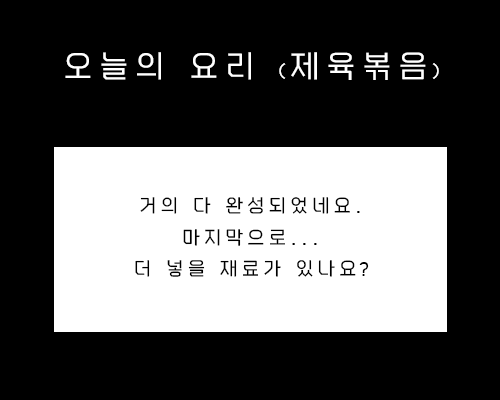 오늘의 요리 (제육볶음)
거의 다 완성되었네요.
마지막으로...
더 넣을 재료가 있나요?